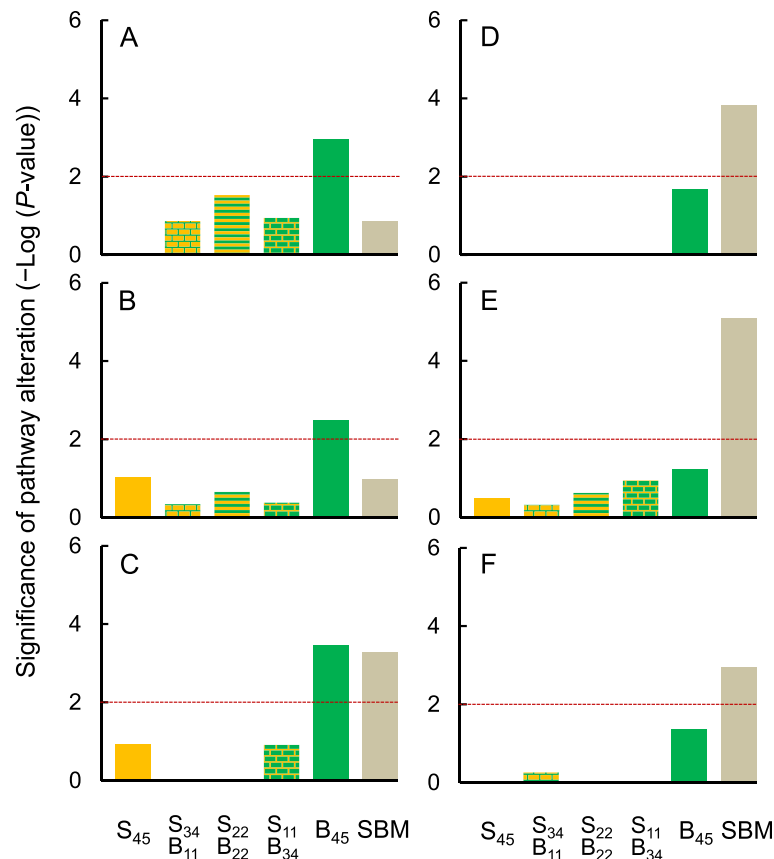 Significance of pathway alteration (−Log (P-value))
A
6
4
2
0
B
6
4
2
0
C
6
4
2
0
S45
S34
B11
S22
B22
S11
B34
B45
SBM
D
6
4
2
0
E
6
4
2
0
F
6
4
2
0
S45
S34
B11
S22
B22
S11
B34
B45
SBM